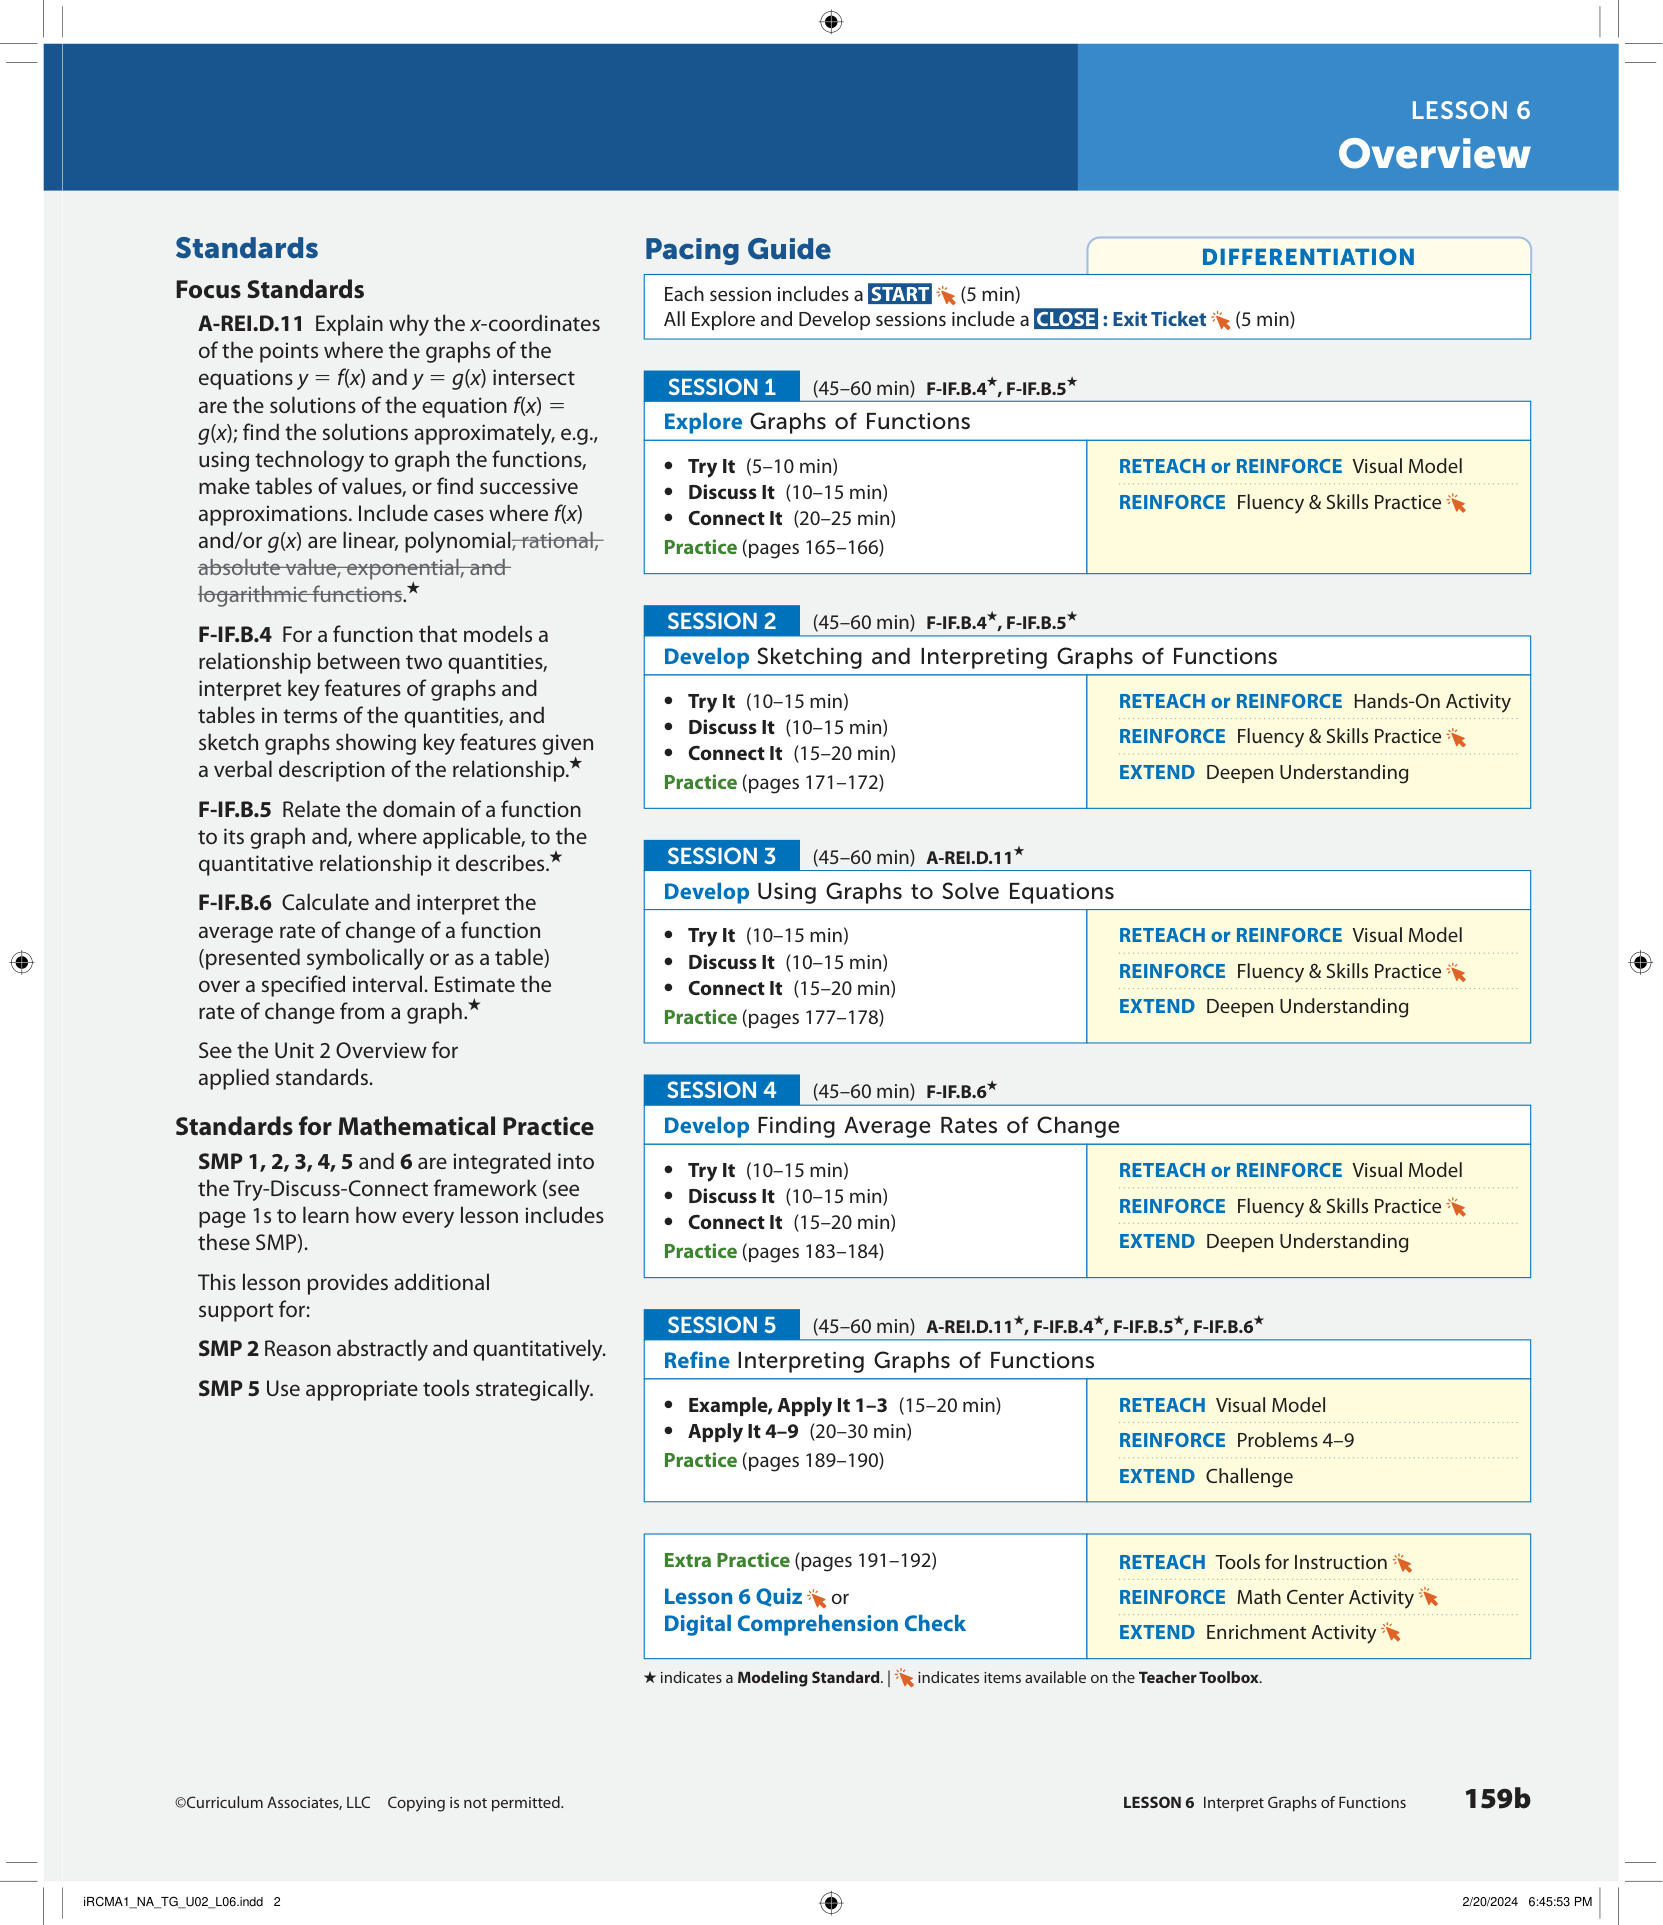 LESSON 6
Overview
Standards
Focus Standards
A-REI.D.11 Explain why the x-coordinates
of the points where the graphs of the
equations y = f(x) and y = g(x) intersect
are the solutions of the equation f(x) =
g(x); find the solutions approximately, e.g.,
using technology to graph the functions,
make tables of values, or find successive
approximations. Include cases where f(x)
and/or g(x) are linear, polynomial, rational,
absolute value, exponential, and
logarithmic functions.★
F-IF.B.4 For a function that models a
relationship between two quantities,
interpret key features of graphs and
tables in terms of the quantities, and
sketch graphs showing key features given
a verbal description of the relationship.★
F-IF.B.5 Relate the domain of a function
to its graph and, where applicable, to the
quantitative relationship it describes.★
F-IF.B.6 Calculate and interpret the
average rate of change of a function
(presented symbolically or as a table)
over a specified interval. Estimate the
rate of change from a graph.★
See the Unit 2 Overview for
applied standards.
Standards for Mathematical Practice
SMP 1, 2, 3, 4, 5 and 6 are integrated into
the Try-Discuss-Connect framework (see
page 1s to learn how every lesson includes
these SMP).
This lesson provides additional
support for:
SMP 2 Reason abstractly and quantitatively.
SMP 5 Use appropriate tools strategically.
Pacing Guide
DIFFERENTIATION
Each session includes a START (5 min)
All Explore and Develop sessions include a CLOSE : Exit Ticket (5 min)
SESSION 1 (45–60 min) F-IF.B.4★, F-IF.B.5★
Explore Graphs of Functions
• Try It (5–10 min)
• Discuss It (10–15 min)
• Connect It (20–25 min)
Practice (pages 165–166)
RETEACH or REINFORCE Visual Model
REINFORCE Fluency & Skills Practice
SESSION 2 (45–60 min) F-IF.B.4★, F-IF.B.5★
Develop Sketching and Interpreting Graphs of Functions
• Try It (10–15 min)
• Discuss It (10–15 min)
• Connect It (15–20 min)
Practice (pages 171–172)
RETEACH or REINFORCE Hands-On Activity
REINFORCE Fluency & Skills Practice
EXTEND Deepen Understanding
SESSION 3 (45–60 min) A-REI.D.11★
Develop Using Graphs to Solve Equations
• Try It (10–15 min)
• Discuss It (10–15 min)
• Connect It (15–20 min)
Practice (pages 177–178)
RETEACH or REINFORCE Visual Model
REINFORCE Fluency & Skills Practice
EXTEND Deepen Understanding
SESSION 4 (45–60 min) F-IF.B.6★
Develop Finding Average Rates of Change
• Try It (10–15 min)
• Discuss It (10–15 min)
• Connect It (15–20 min)
Practice (pages 183–184)
RETEACH or REINFORCE Visual Model
REINFORCE Fluency & Skills Practice
EXTEND Deepen Understanding
SESSION 5 (45–60 min) A-REI.D.11★, F-IF.B.4★, F-IF.B.5★, F-IF.B.6★
Refine Interpreting Graphs of Functions
• Example, Apply It 1–3 (15–20 min)
• Apply It 4–9 (20–30 min)
Practice (pages 189–190)
RETEACH Visual Model
REINFORCE Problems 4–9
EXTEND Challenge
Extra Practice (pages 191–192)
Lesson 6 Quiz or
Digital Comprehension Check
RETEACH Tools for Instruction
REINFORCE Math Center Activity
EXTEND Enrichment Activity
★ indicates a Modeling Standard. | indicates items available on the Teacher Toolbox.
©Curriculum Associates, LLC Copying is not permitted.
LESSON 6 Interpret Graphs of Functions 159b
iRCMA1_NA_TG_U02_L06.indd 2
2/20/2024 6:45:53 PM